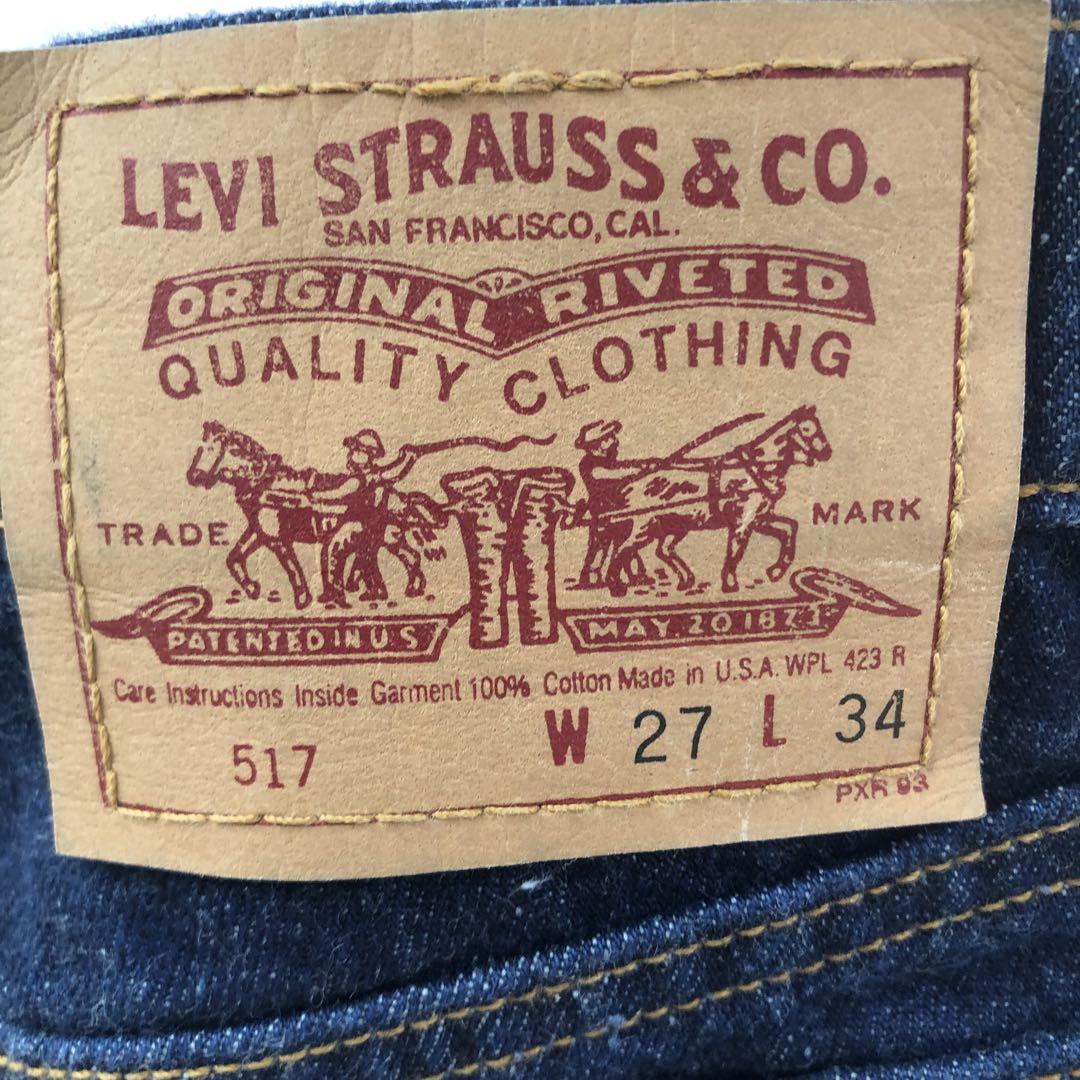 LEVI STRAUSS & CO.
SAN FRANCISCO, CAL.
ORIGINAL RIVETED
QUALITY CLOTHING
TRADE MARK
PATENTED IN U.S MAY 20 1873
Care Instructions Inside Garment 100% Cotton Made in U.S.A. WPL 423 R
517 W 27 L 34
PXR 93